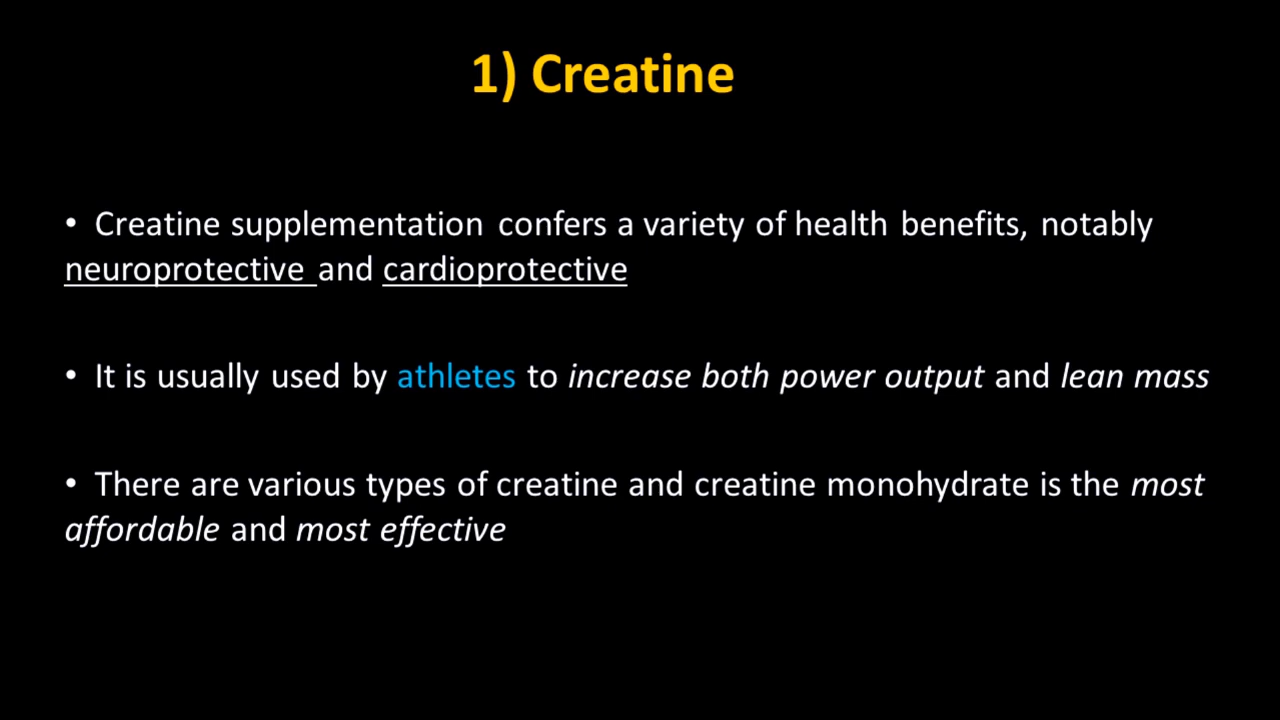 1) Creatine
• Creatine supplementation confers a variety of health benefits, notably
neuroprotective and cardioprotective
• It is usually used by athletes to increase both power output and lean mass
• There are various types of creatine and creatine monohydrate is the most
affordable and most effective